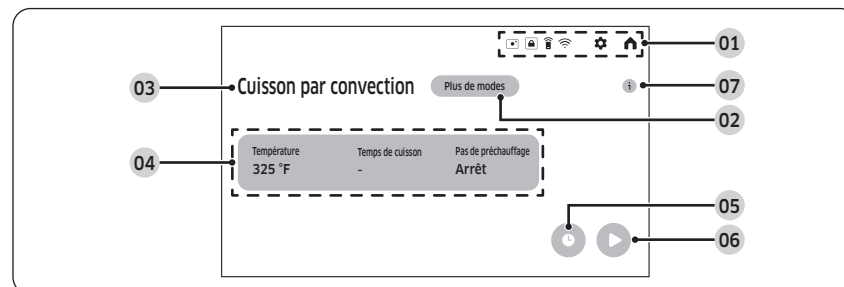 01
03
Cuisson par convection
Plus de modes
07
02
04
Température
Temps de cuisson
Pas de préchauffage
325 °F
-
Arrêt
05
06